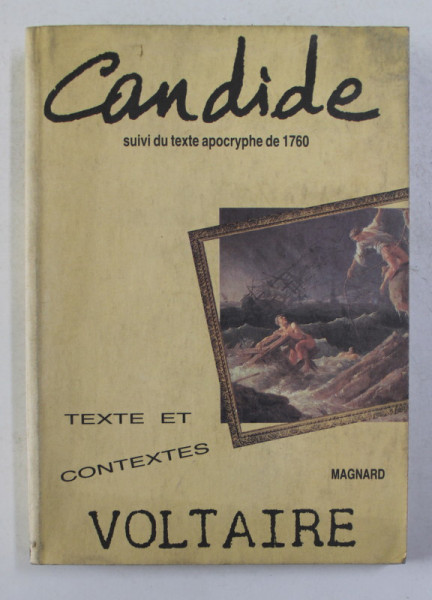 Candide
suivi du texte apocryphe de 1760
TEXTE ET
CONTEXTES
MAGNARD
VOLTAIRE